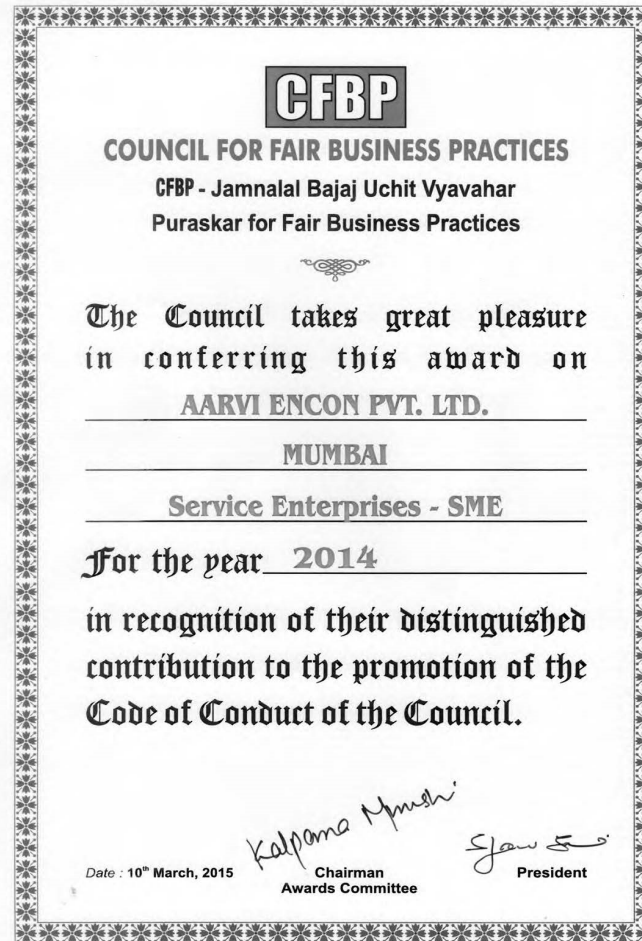 CFBP
COUNCIL FOR FAIR BUSINESS PRACTICES
CFBP - Jamnalal Bajaj Uchit Vyavahar
Puraskar for Fair Business Practices
The Council takes great pleasure
in conferring this award on
AARVI ENCON PVT. LTD.
MUMBAI
Service Enterprises - SME
For the year 2014
in recognition of their distinguished
contribution to the promotion of the
Code of Conduct of the Council.
Kalpana Munshi
Date : 10th March, 2015
Chairman
Awards Committee
President